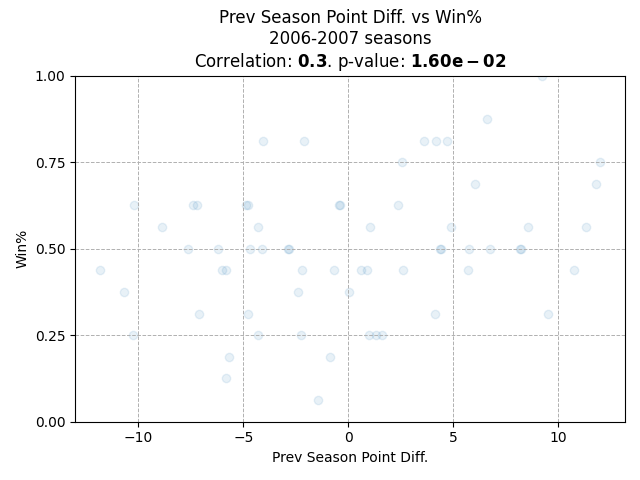 Prev Season Point Diff. vs Win%
2006-2007 seasons
Correlation: 0.3. p-value: 1.60e − 02
1.00
0.75
0.50
0.25
0.00
Win%
−10
−5
0
5
10
Prev Season Point Diff.